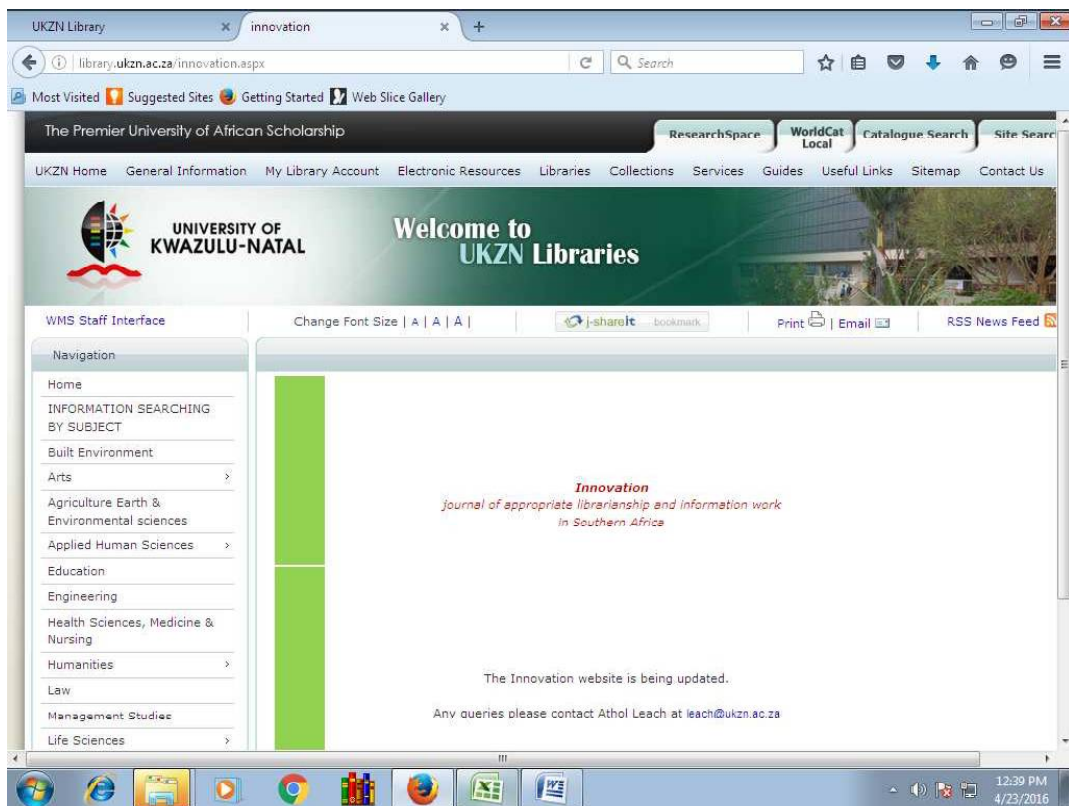 UKZN Library
innovation
library.ukzn.ac.za/innovation.aspx
Search
Most Visited Suggested Sites Getting Started Web Slice Gallery
The Premier University of African Scholarship
ResearchSpace
WorldCat
Local
Catalogue Search
Site Searc
UKZN Home General Information My Library Account Electronic Resources Libraries Collections Services Guides Useful Links Sitemap Contact Us
UNIVERSITY OF
KWAZULU-NATAL
Welcome to
UKZN Libraries
WMS Staff Interface
Change Font Size | A | A | A |
j-shareIt bookmark
Print | Email
RSS News Feed
Navigation
Home
INFORMATION SEARCHING
BY SUBJECT
Built Environment
Arts
Agriculture Earth &
Environmental sciences
Applied Human Sciences
Education
Engineering
Health Sciences, Medicine &
Nursing
Humanities
Law
Management Studies
Life Sciences
Innovation
journal of appropriate librarianship and information work
in Southern Africa
The Innovation website is being updated.
Any queries please contact Athol Leach at leach@ukzn.ac.za
12:39 PM
4/23/2016